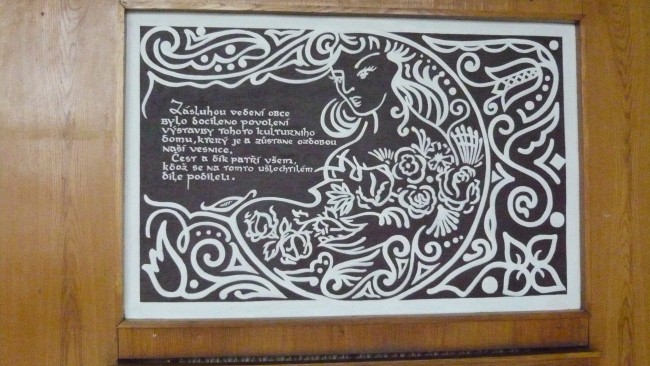 Zásluhou vedení obce
bylo docíleno povolení
výstavby tohoto kulturního
domu, který je a zůstane ozdobou
naší vesnice.
Čest a dík patří všem,
kdož se na tomto ušlechtilém
díle podíleli.